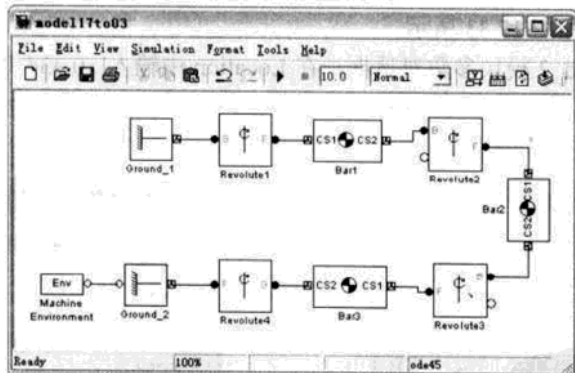 model17to03
File Edit View Simulation Format Tools Help
10.0 Normal
B F
CS1 CS2
B F
Ground_1
Revolute1
Bar1
Revolute2
CS1
CS2
Bar2
Env
F B
CS2 CS1
F B
Machine
Environment
Ground_2
Revolute4
Bar3
Revolute3
Ready 100% ode45